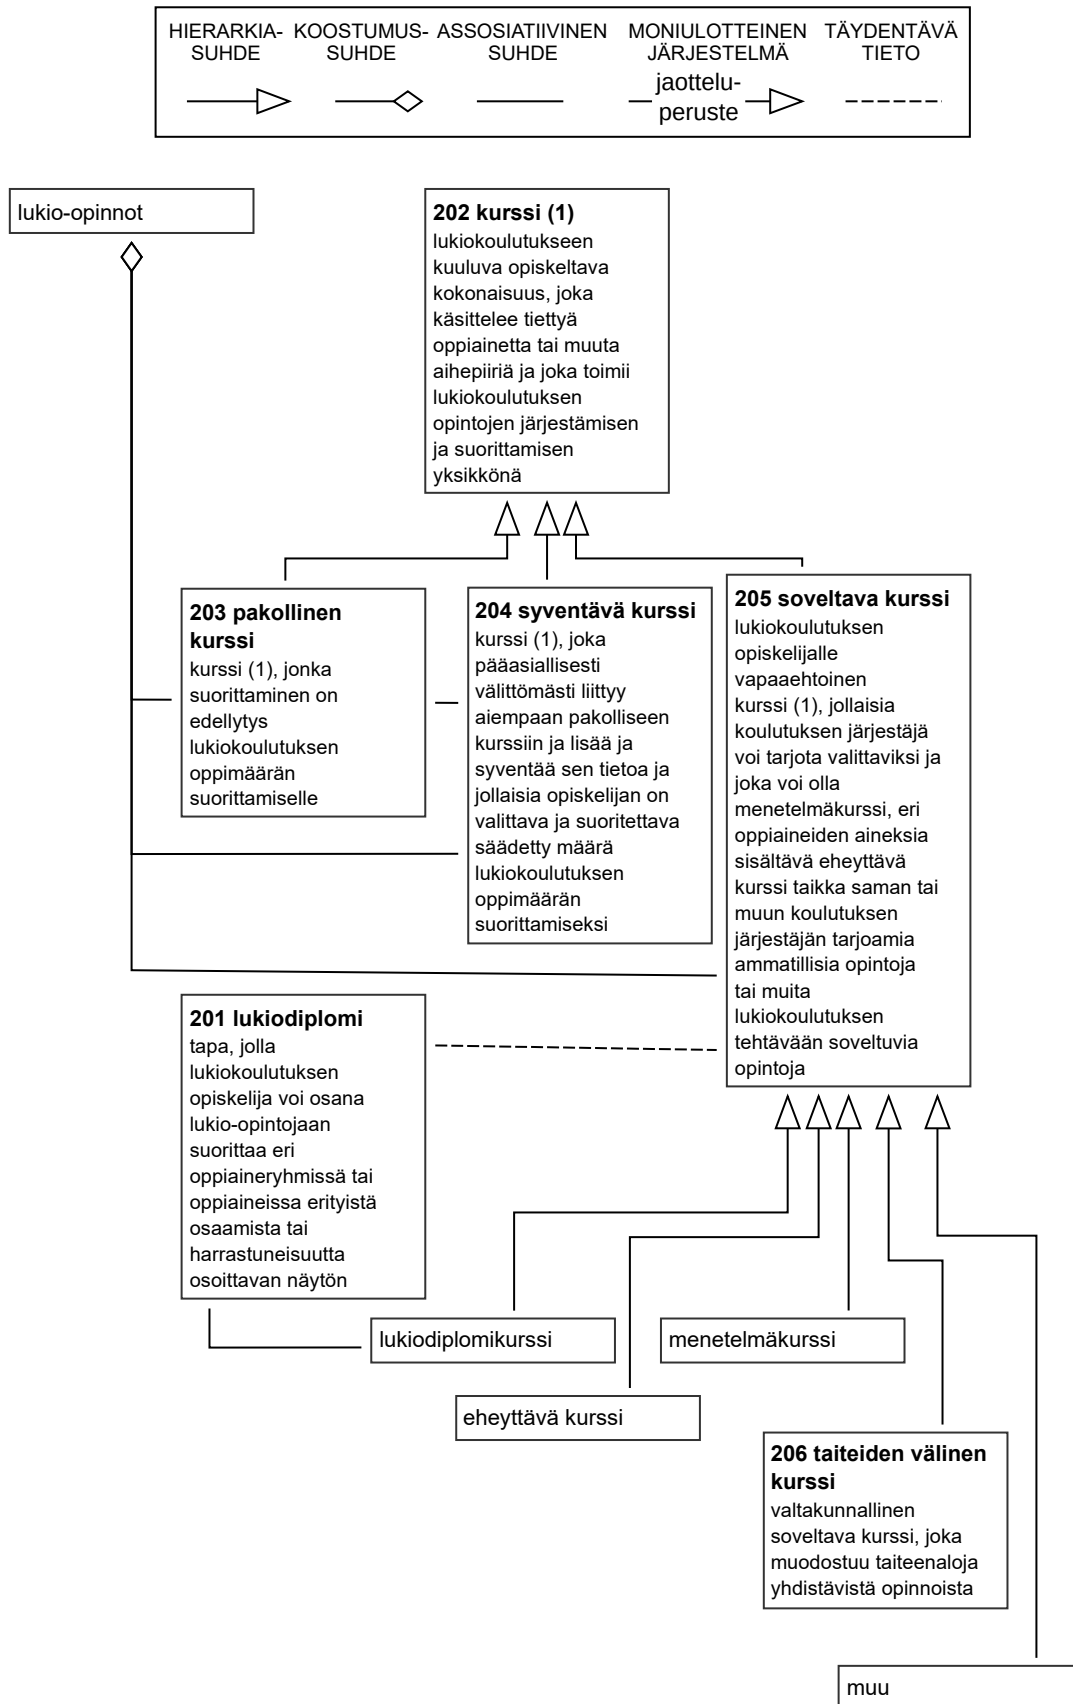 HIERARKIA-
SUHDE
KOOSTUMUS-
SUHDE
ASSOSIATIIVINEN
SUHDE
MONIULOTTEINEN
JÄRJESTELMÄ
jaottelu-
peruste
TÄYDENTÄVÄ
TIETO
lukio-opinnot
202 kurssi (1)
lukiokoulutukseen
kuuluva opiskeltava
kokonaisuus, joka
käsittelee tiettyä
oppiainetta tai muuta
aihepiiriä ja joka toimii
lukiokoulutuksen
opintojen järjestämisen
ja suorittamisen
yksikkönä
203 pakollinen
kurssi
kurssi (1), jonka
suorittaminen on
edellytys
lukiokoulutuksen
oppimäärän
suorittamiselle
204 syventävä kurssi
kurssi (1), joka
pääasiallisesti
välittömästi liittyy
aiempaan pakolliseen
kurssiin ja lisää ja
syventää sen tietoa ja
jollaisia opiskelijan on
valittava ja suoritettava
säädetty määrä
lukiokoulutuksen
oppimäärän
suorittamiseksi
205 soveltava kurssi
lukiokoulutuksen
opiskelijalle
vapaaehtoinen
kurssi (1), jollaisia
koulutuksen järjestäjä
voi tarjota valittaviksi ja
joka voi olla
menetelmäkurssi, eri
oppiaineiden aineksia
sisältävä eheyttävä
kurssi taikka saman tai
muun koulutuksen
järjestäjän tarjoamia
ammatillisia opintoja
tai muita
lukiokoulutuksen
tehtävään soveltuvia
opintoja
201 lukiodiplomi
tapa, jolla
lukiokoulutuksen
opiskelija voi osana
lukio-opintojaan
suorittaa eri
oppiaineryhmissä tai
oppiaineissa erityistä
osaamista tai
harrastuneisuutta
osoittavan näytön
lukiodiplomikurssi
menetelmäkurssi
eheyttävä kurssi
206 taiteiden välinen
kurssi
valtakunnallinen
soveltava kurssi, joka
muodostuu taiteenaloja
yhdistävistä opinnoista
muu